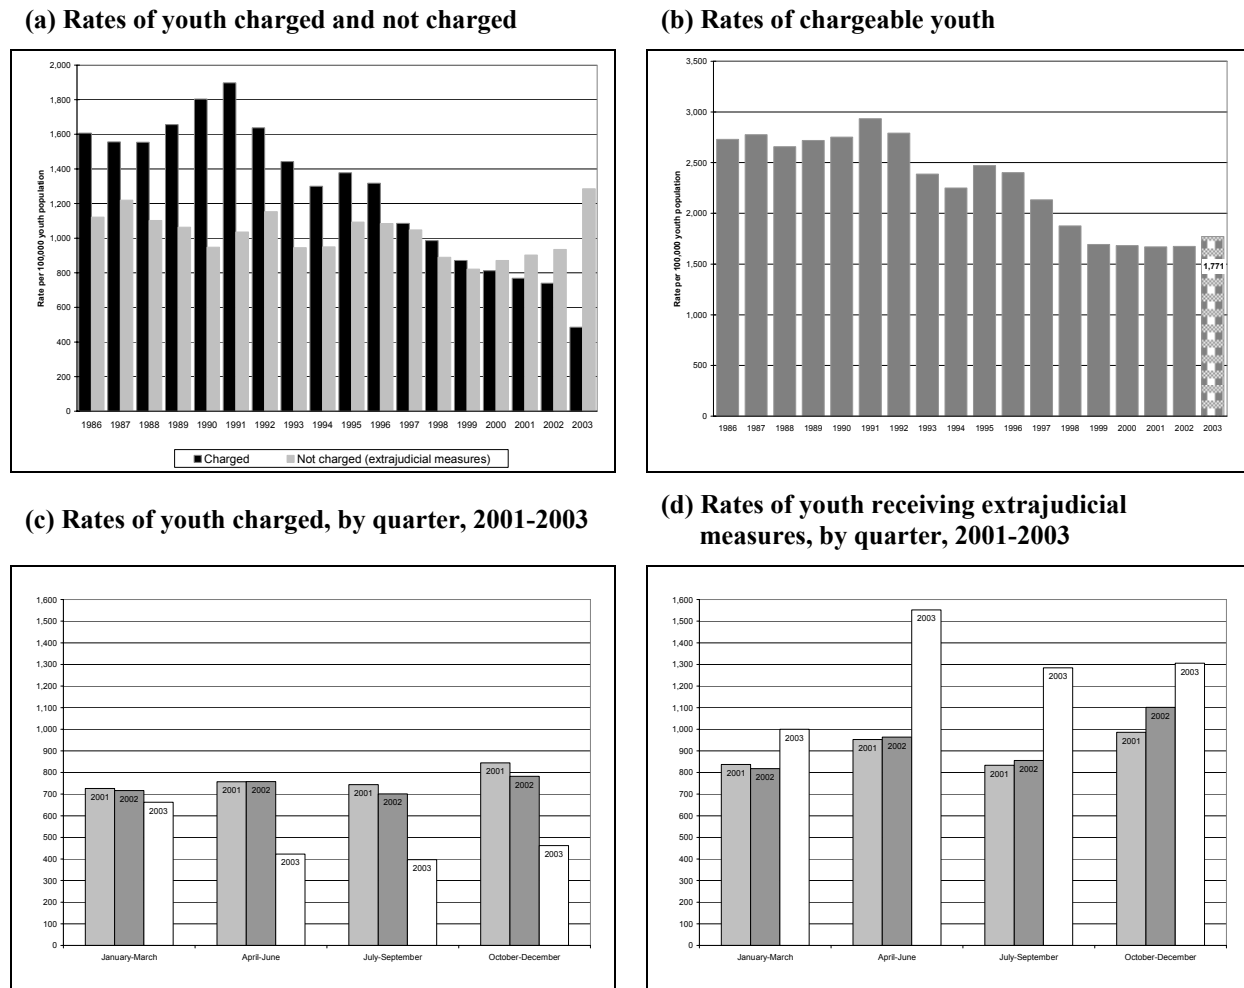 (a) Rates of youth charged and not charged
2,000
1,800
1,600
1,400
1,200
1,000
800
600
400
200
0
Rate per 100,000 youth population
1986 1987 1988 1989 1990 1991 1992 1993 1994 1995 1996 1997 1998 1999 2000 2001 2002 2003
Charged Not charged (extrajudicial measures)
(b) Rates of chargeable youth
3,500
3,000
2,500
2,000
1,500
1,000
500
0
Rate per 100,000 youth population
1,771
1986 1987 1988 1989 1990 1991 1992 1993 1994 1995 1996 1997 1998 1999 2000 2001 2002 2003
(c) Rates of youth charged, by quarter, 2001-2003
1,600
1,500
1,400
1,300
1,200
1,100
1,000
900
800
700
600
500
400
300
200
100
0
2001 2002 2003
2001 2002 2003
2001 2002 2003
2001 2002 2003
January-March April-June July-September October-December
(d) Rates of youth receiving extrajudicial
measures, by quarter, 2001-2003
1,600
1,500
1,400
1,300
1,200
1,100
1,000
900
800
700
600
500
400
300
200
100
0
2001 2002 2003
2001 2002 2003
2001 2002 2003
2001 2002 2003
January-March April-June July-September October-December